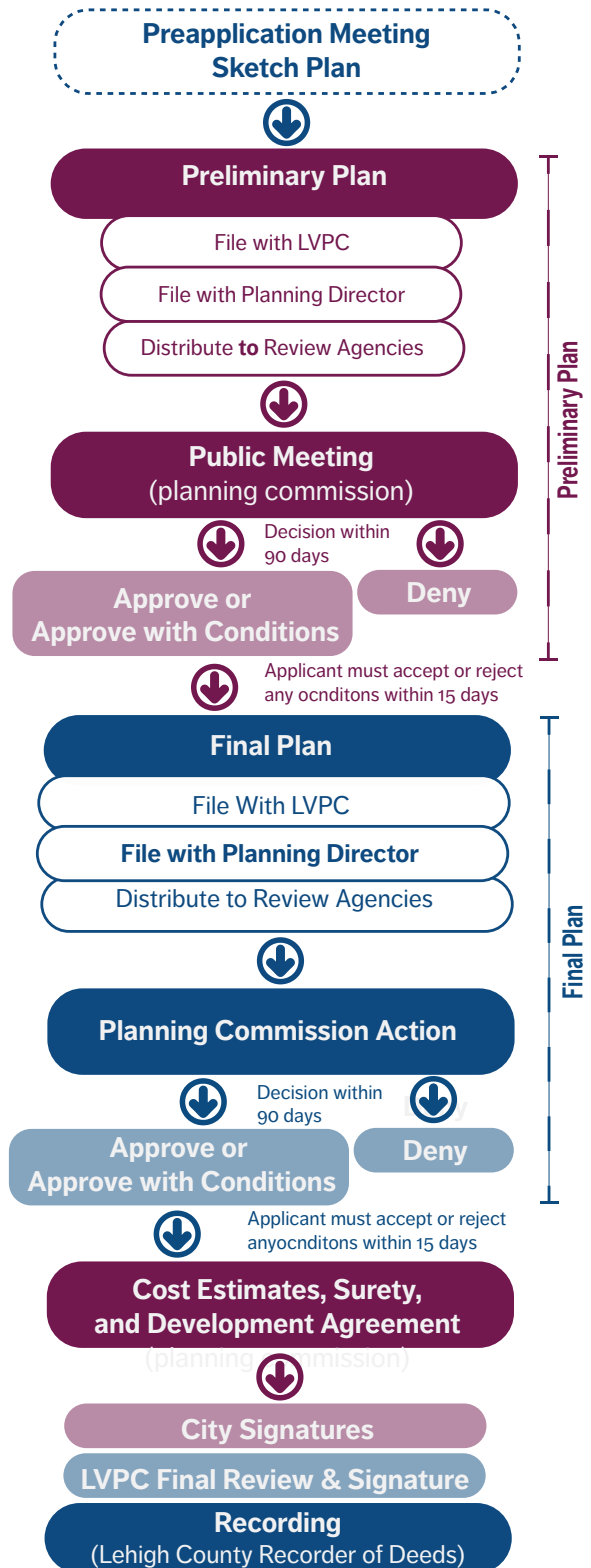 Preapplication Meeting
Sketch Plan
Preliminary Plan
File with LVPC
File with Planning Director
Distribute to Review Agencies
Public Meeting
(planning commission)
Decision within
90 days
Approve or
Approve with Conditions
Deny
Preliminary Plan
Applicant must accept or reject
any ocnditons within 15 days
Final Plan
File With LVPC
File with Planning Director
Distribute to Review Agencies
Planning Commission Action
Decision within
90 days
Approve or
Approve with Conditions
Deny
Final Plan
Applicant must accept or reject
anyocnditons within 15 days
Cost Estimates, Surety,
and Development Agreement
(planning commission)
City Signatures
LVPC Final Review & Signature
Recording
(Lehigh County Recorder of Deeds)